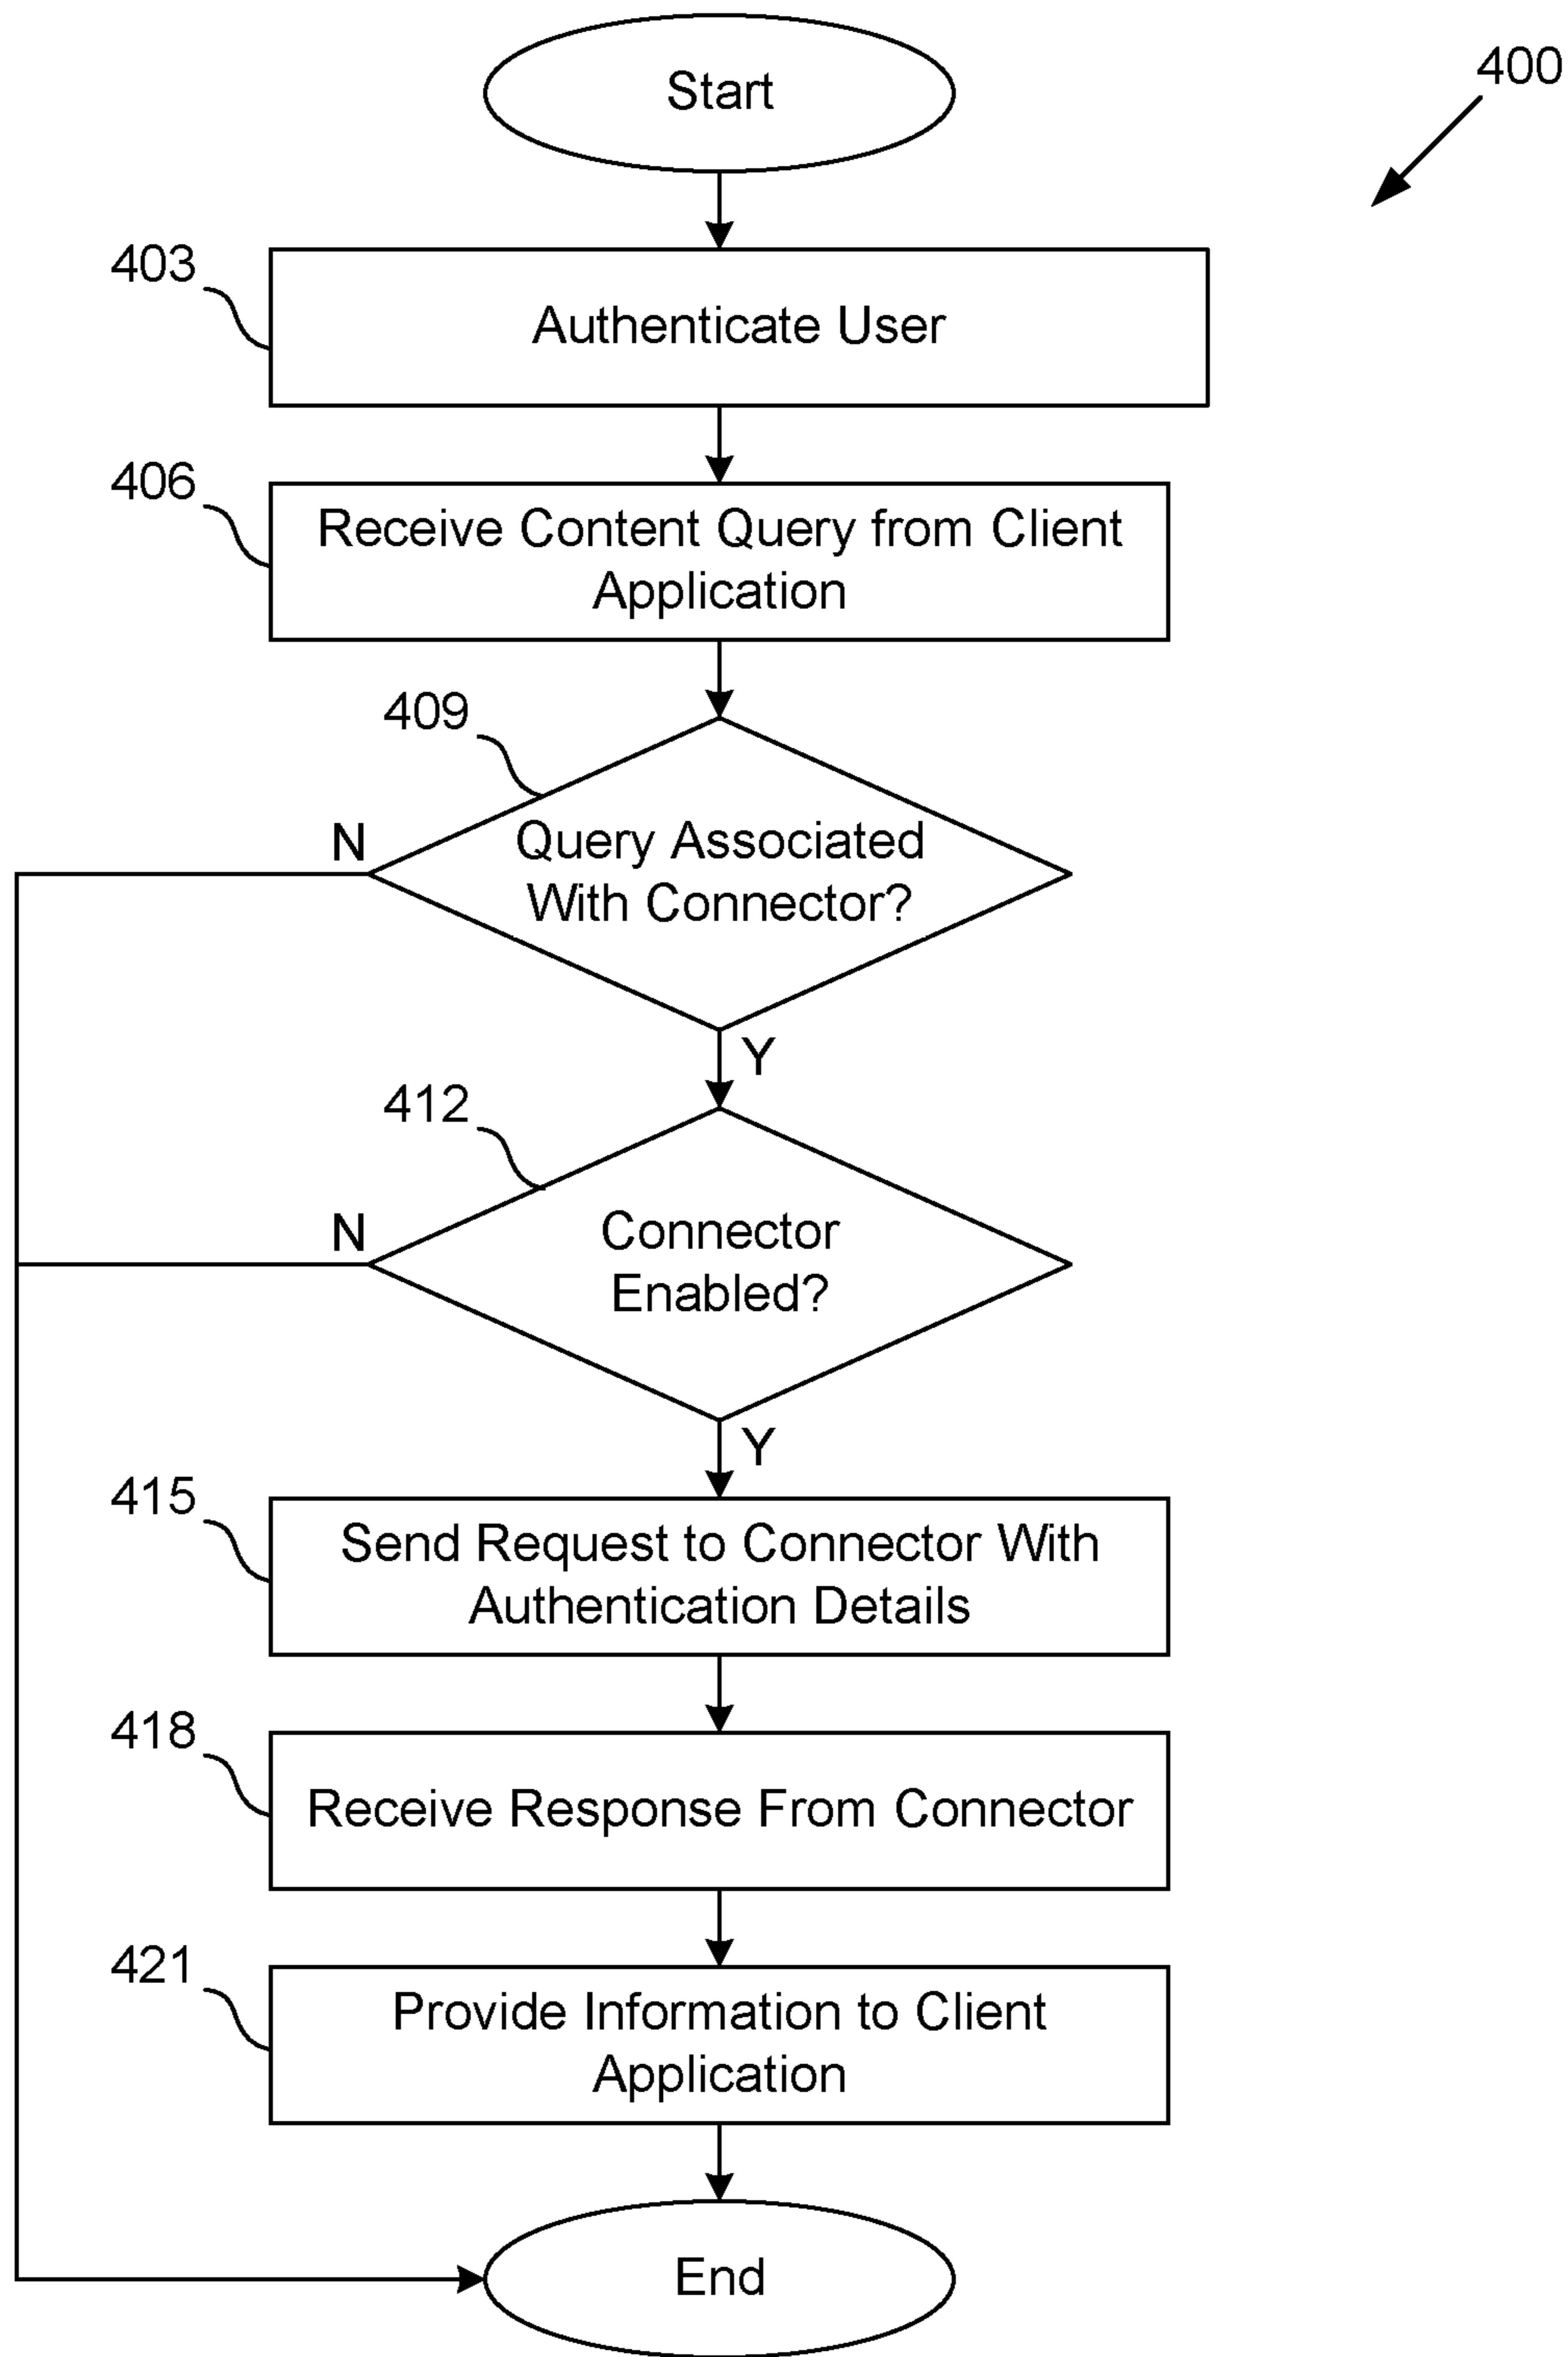 Start
400
403
Authenticate User
406
Receive Content Query from Client
Application
409
N
Query Associated
With Connector?
Y
412
N
Connector
Enabled?
Y
415
Send Request to Connector With
Authentication Details
418
Receive Response From Connector
421
Provide Information to Client
Application
End